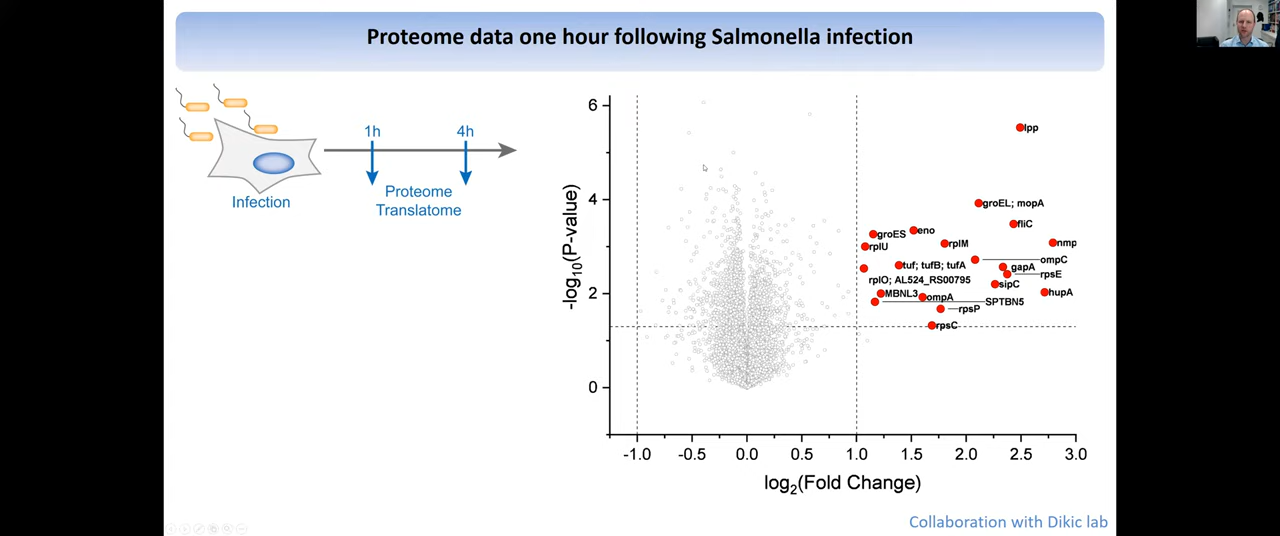 Proteome data one hour following Salmonella infection
1h
4h
Proteome
Translatome
Infection
6
4
2
0
-log10(P-value)
lpp
groEL; mopA
fliC
nmp
groES
eno
rplU
rplM
ompC
tuf; tufB; tufA
gapA
rpsE
rplO; AL524_RS00795
sipC
hupA
MBNL3
ompA
SPTBN5
rpsP
rpsC
-1.0 -0.5 0.0 0.5 1.0 1.5 2.0 2.5 3.0
log2(Fold Change)
Collaboration with Dikic lab